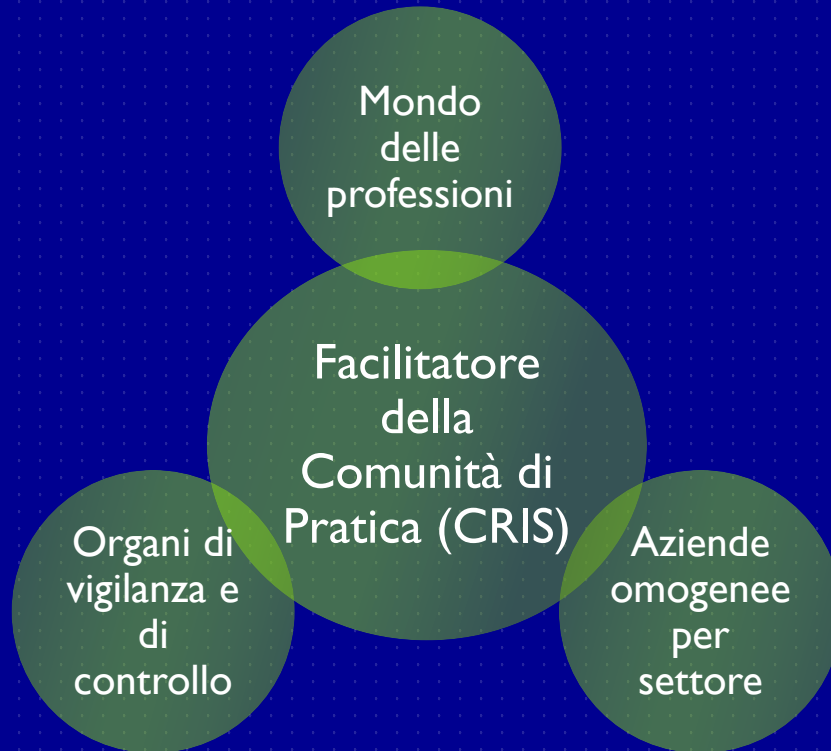 Mondo
delle
professioni
Facilitatore
della
Comunità di
Pratica (CRIS)
Organi di
vigilanza e
di
controllo
Aziende
omogenee
per
settore